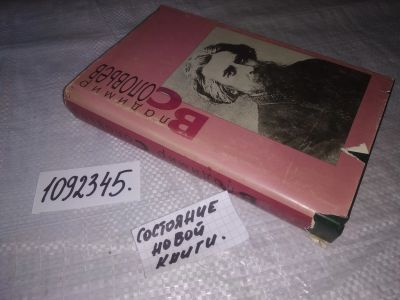 Владимир
Соловьев
1092345.
СОСТОЯНИЕ
НОВОЙ
КНИГИ.